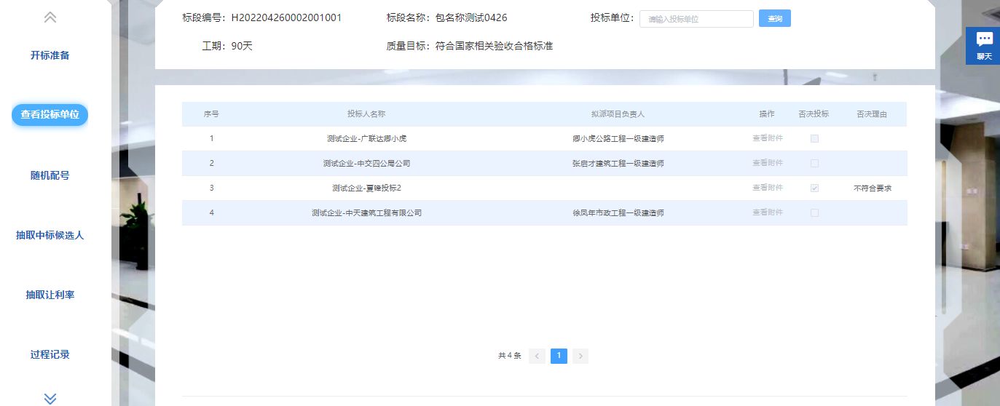 标段编号：H202204260002001001 标段名称：包名称测试0426 投标单位：请输入投标单位 查询
工期：90天 质量目标：符合国家相关验收合格标准
聊天
开标准备
查看投标单位
随机配号
抽取中标候选人
抽取让利率
过程记录
序号 投标人名称 拟派项目负责人 操作 否决投标 否决理由
1 测试企业-广联达卿小虎 卿小虎公路工程一级建造师 查看附件
2 测试企业-中交四公局公司 张启才建筑工程一级建造师 查看附件
3 测试企业-夏锋投标2 查看附件 不符合要求
4 测试企业-中天建筑工程有限公司 徐凤年市政工程一级建造师 查看附件
共 4 条 1